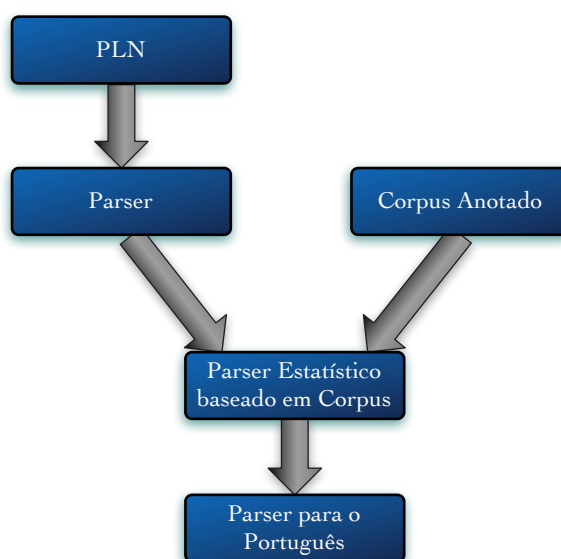 PLN
Parser
Corpus Anotado
Parser Estatístico
baseado em Corpus
Parser para o
Português